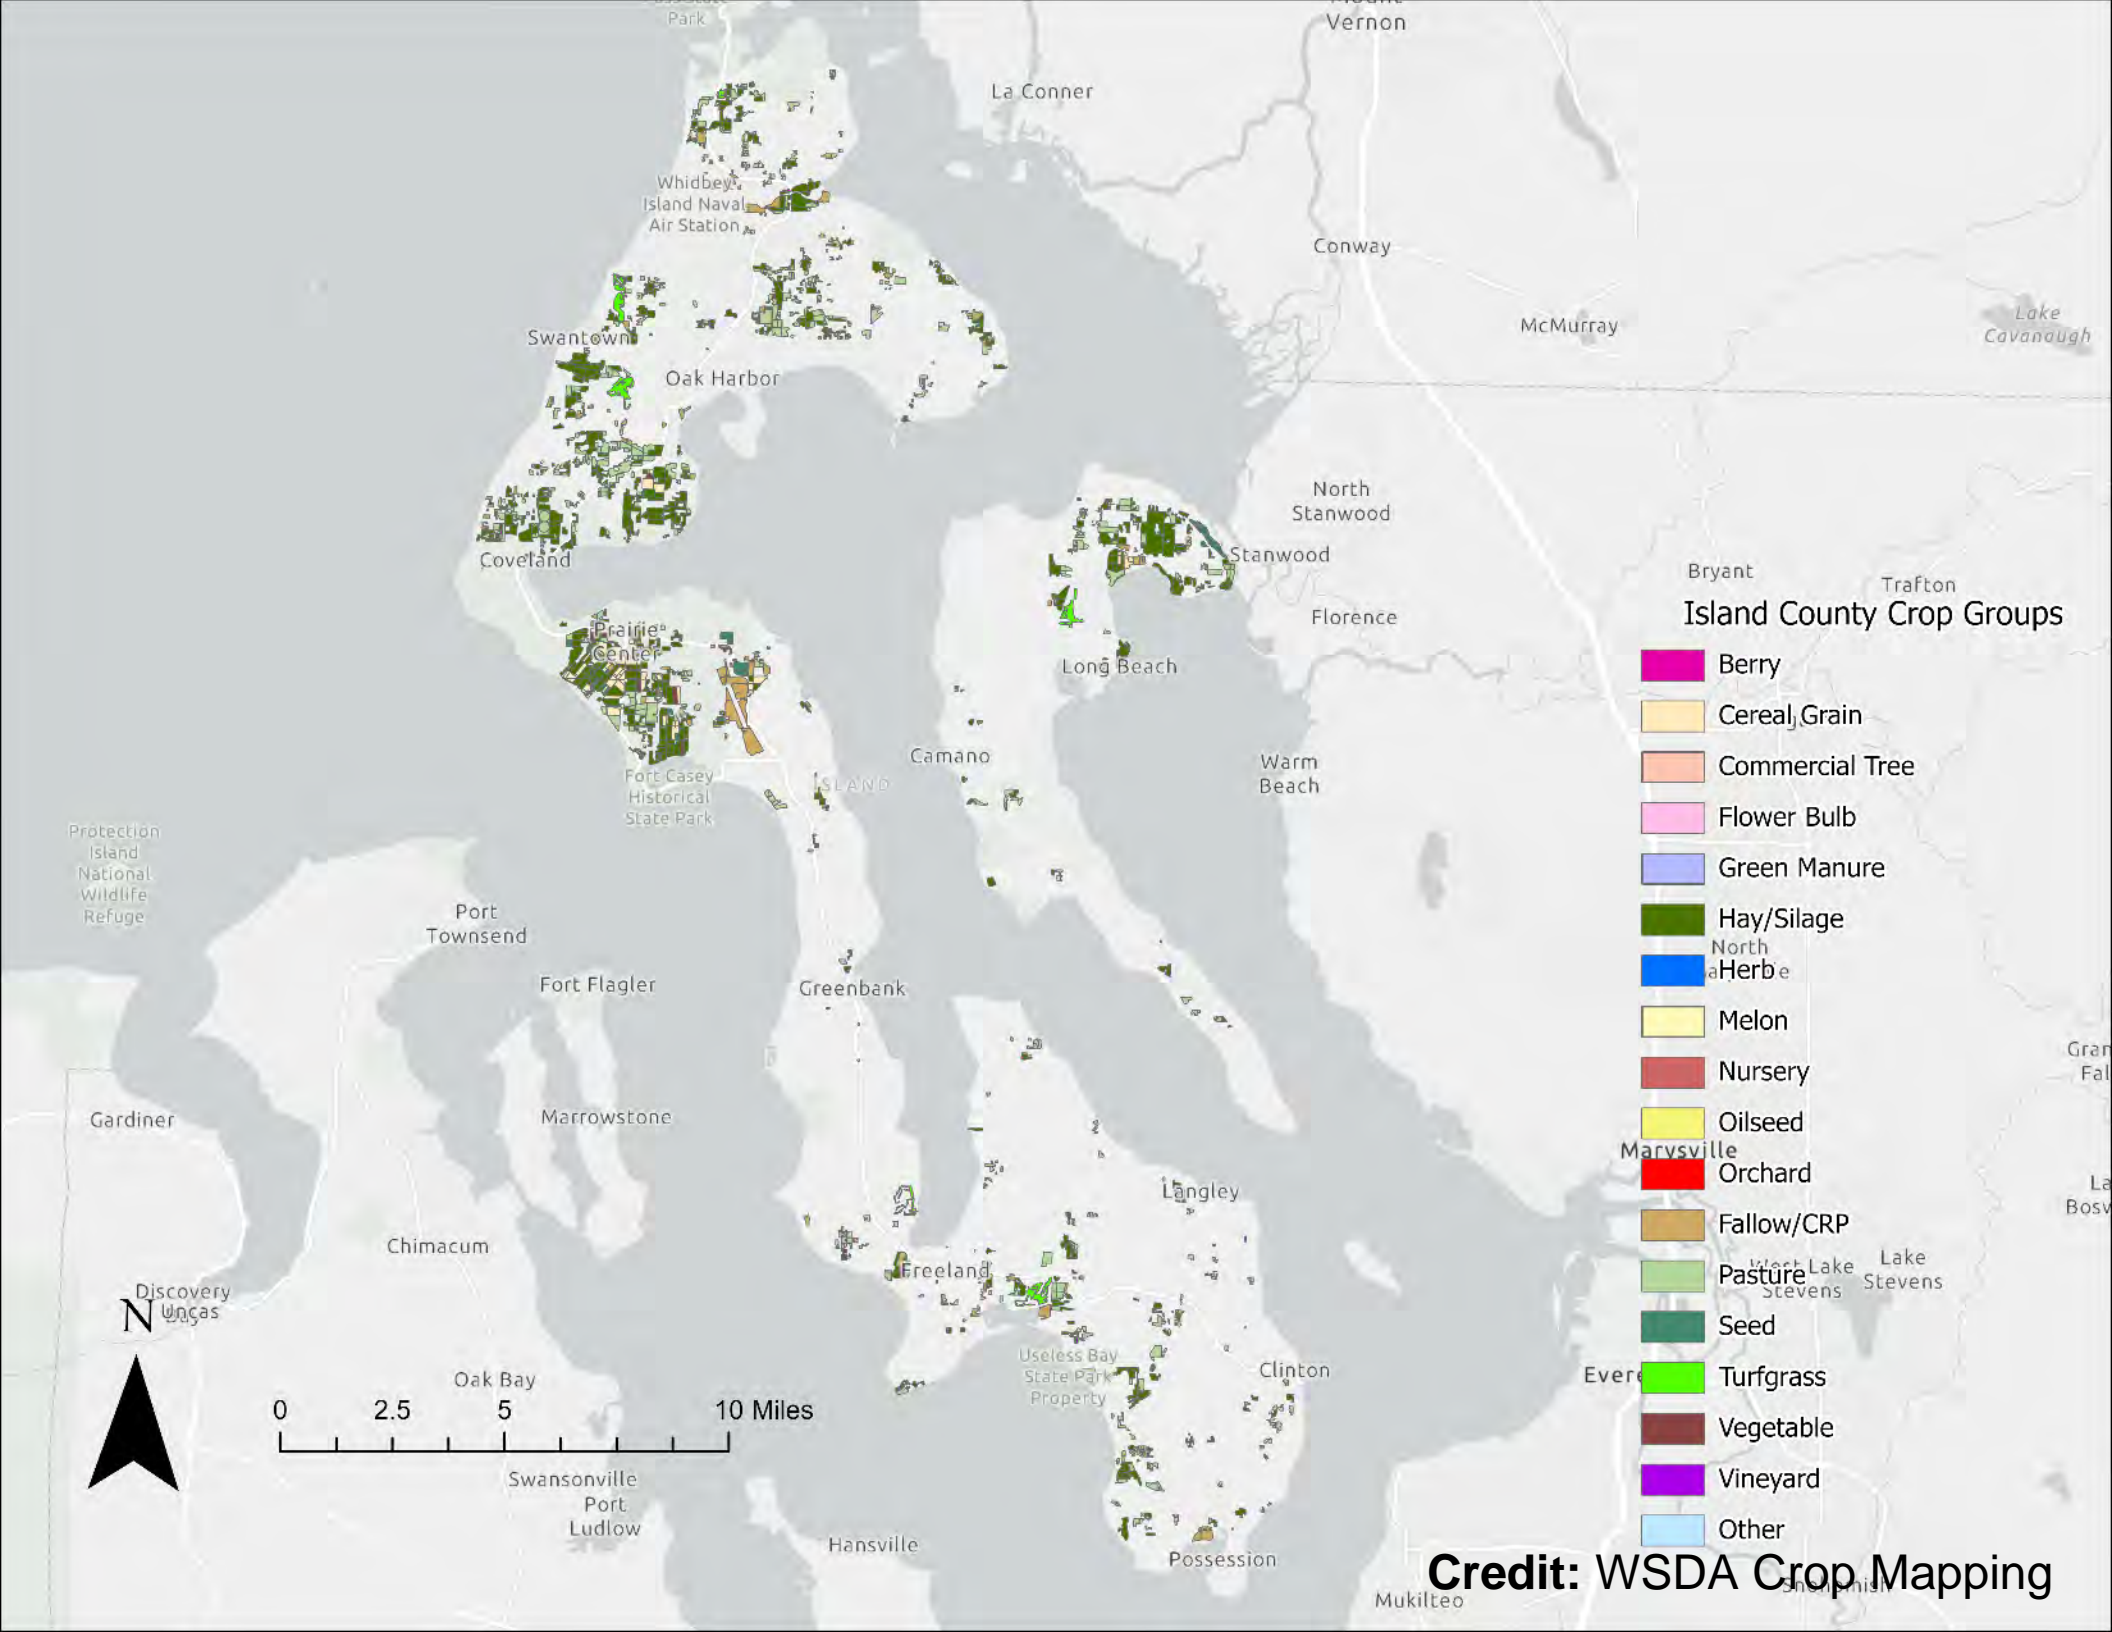 Park
Vernon
La Conner
Whidbey
Island Naval
Air Station
Conway
McMurray
Lake
Cavanaugh
Swantown
Oak Harbor
North
Stanwood
Coveland
Stanwood
Bryant
Trafton
Florence
Prairie
Center
Long Beach
Camano
Warm
Beach
Fort Casey
Historical
State Park
ISLAND
Protection
Island
National
Wildlife
Refuge
Port
Townsend
Fort Flagler
Greenbank
Gardiner
Marrowstone
Chimacum
Langley
Freeland
Discovery
Uncas
N
Useless Bay
State Park
Property
Clinton
Oak Bay
0 2.5 5 10 Miles
Swansonville
Port
Ludlow
Hansville
Possession
Mukilteo
Island County Crop Groups
Berry
Cereal Grain
Commercial Tree
Flower Bulb
Green Manure
Hay/Silage
North
Herb
Melon
Nursery
Oilseed
Marysville
Orchard
Fallow/CRP
Pasture
West Lake
Stevens
Lake
Stevens
Seed
Turfgrass
Vegetable
Vineyard
Other
Credit: WSDA Crop Mapping
Snohomish